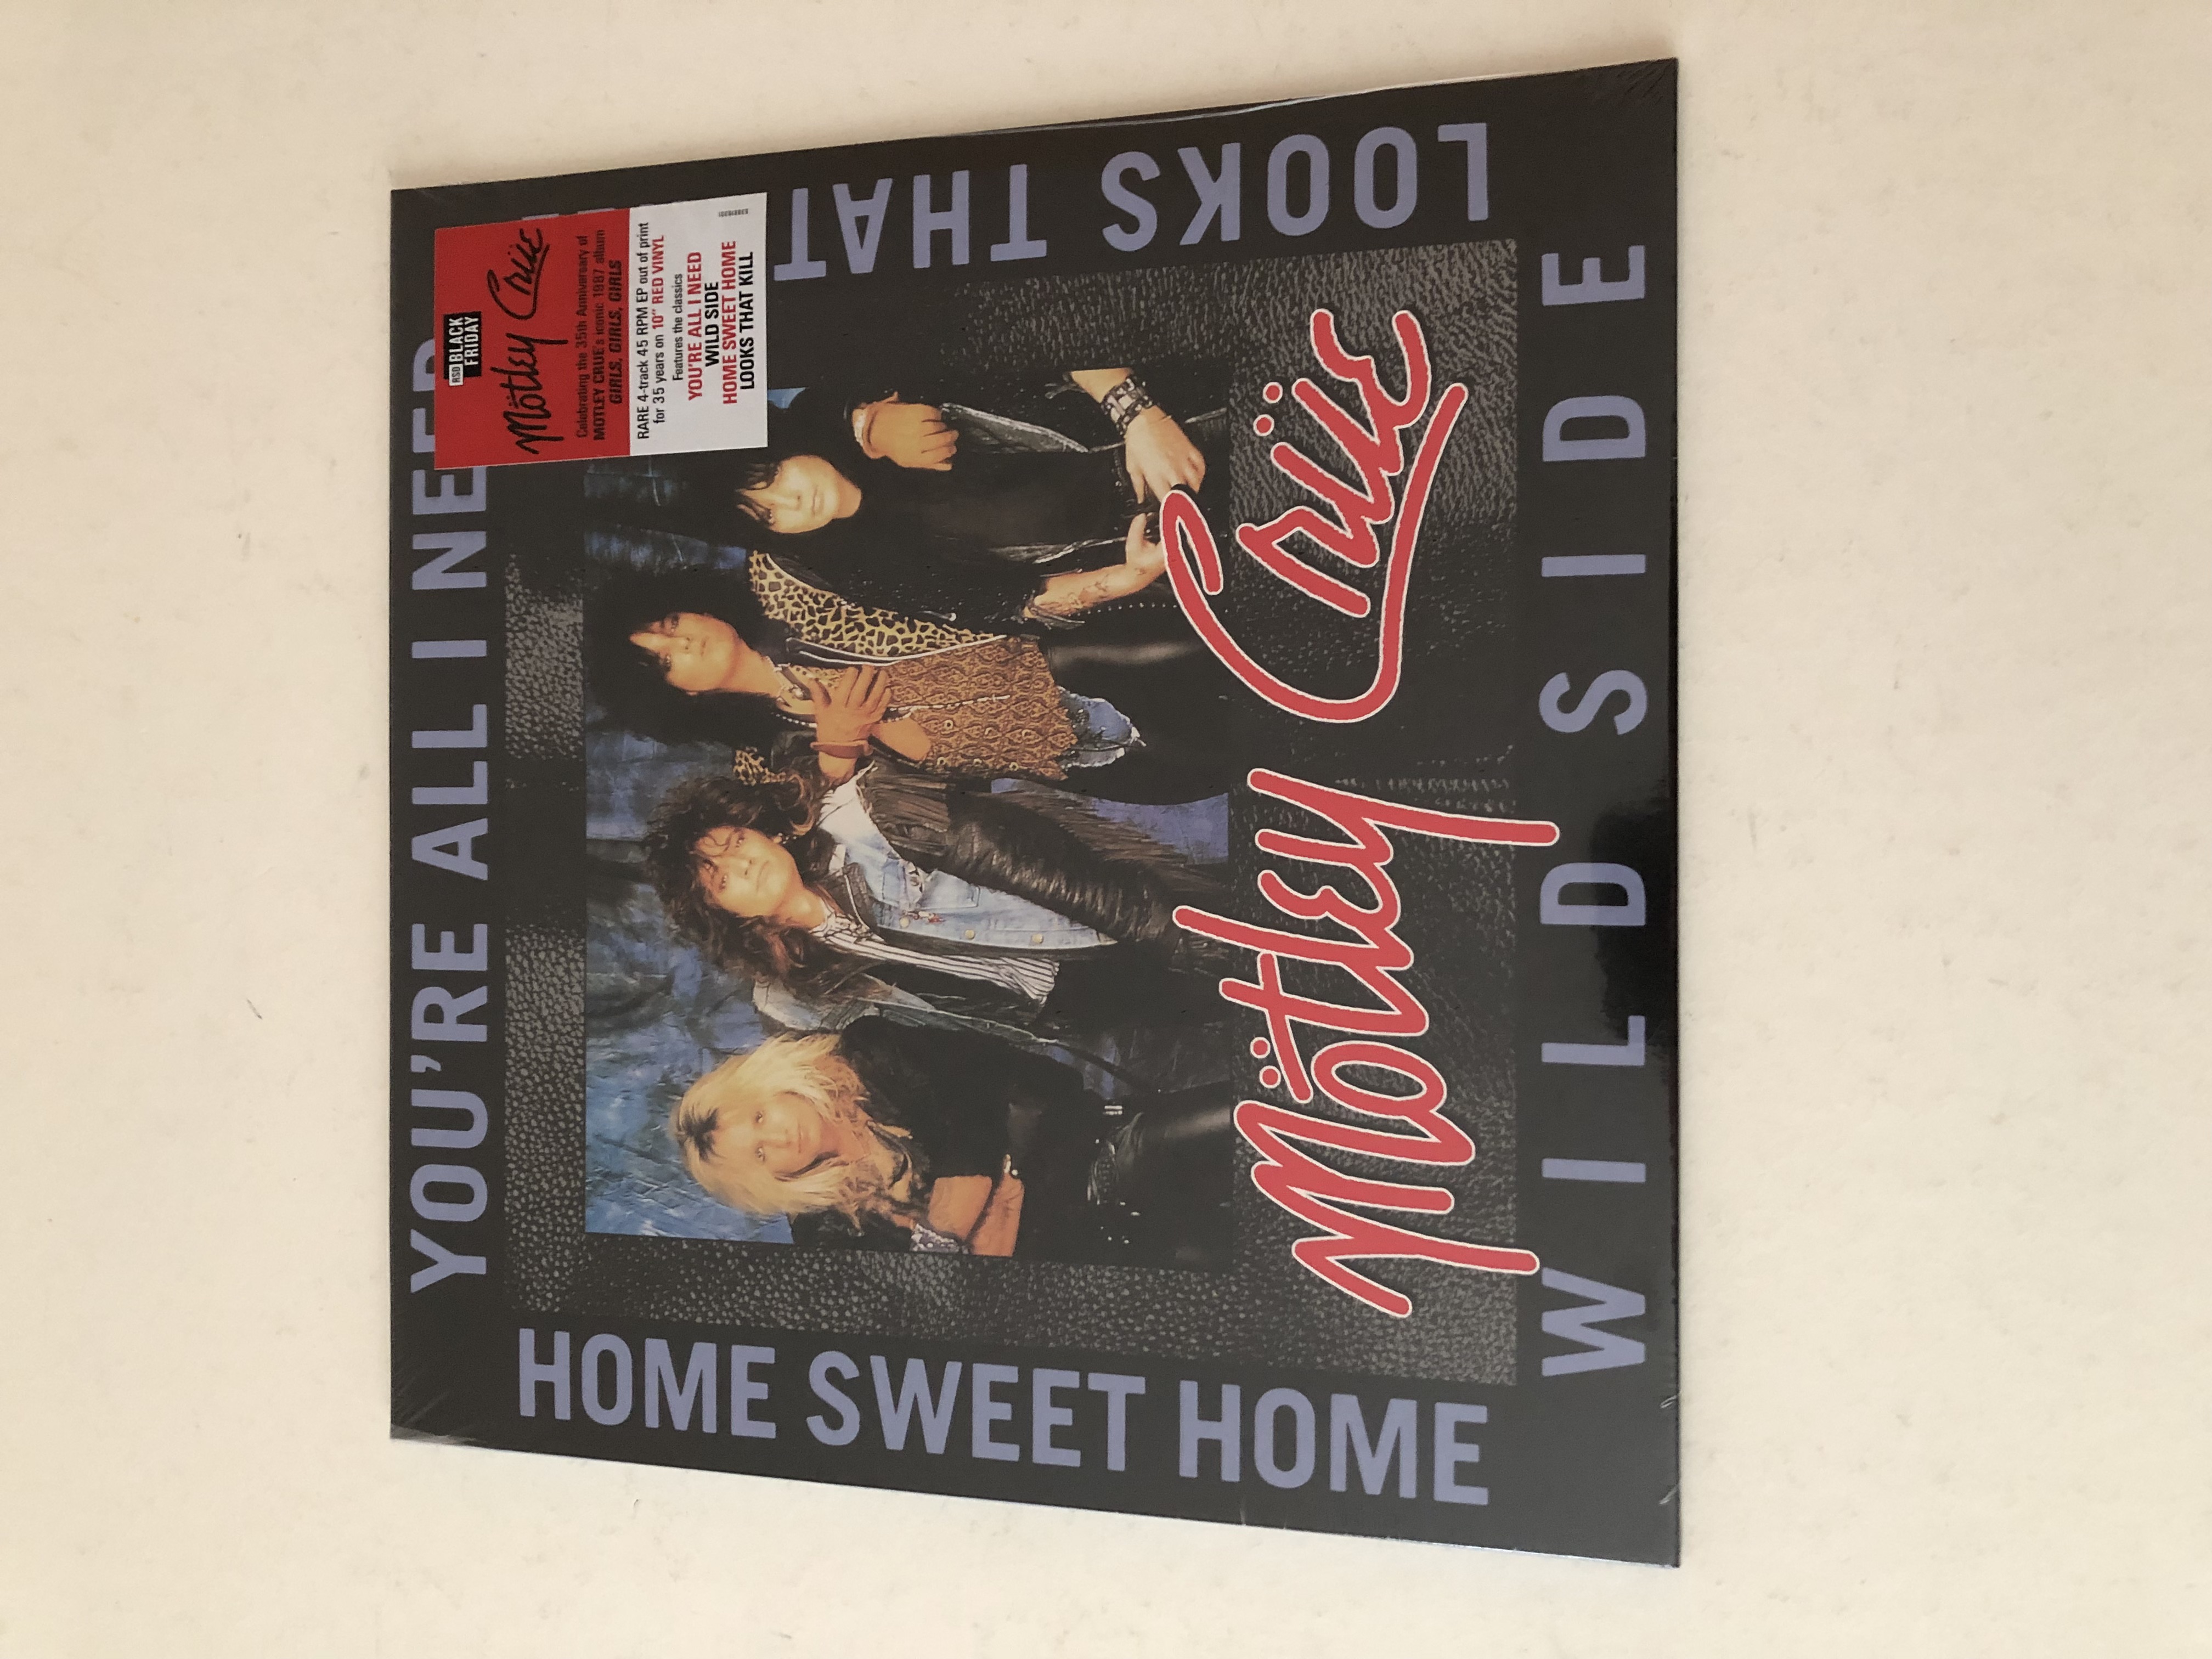 YOU'RE ALL I NEED
RSD BLACK
FRIDAY
Mötley Crüe
Celebrating the 35th Anniversary of
MÖTLEY CRÜE's iconic 1987 album
GIRLS, GIRLS, GIRLS
RARE 4-track 45 RPM EP out of print
for 35 years on 10" RED VINYL
Features the classics
YOU'RE ALL I NEED
WILD SIDE
HOME SWEET HOME
LOOKS THAT KILL
LOOKS THAT
HOME SWEET HOME
Mötley Crüe
WILD SIDE